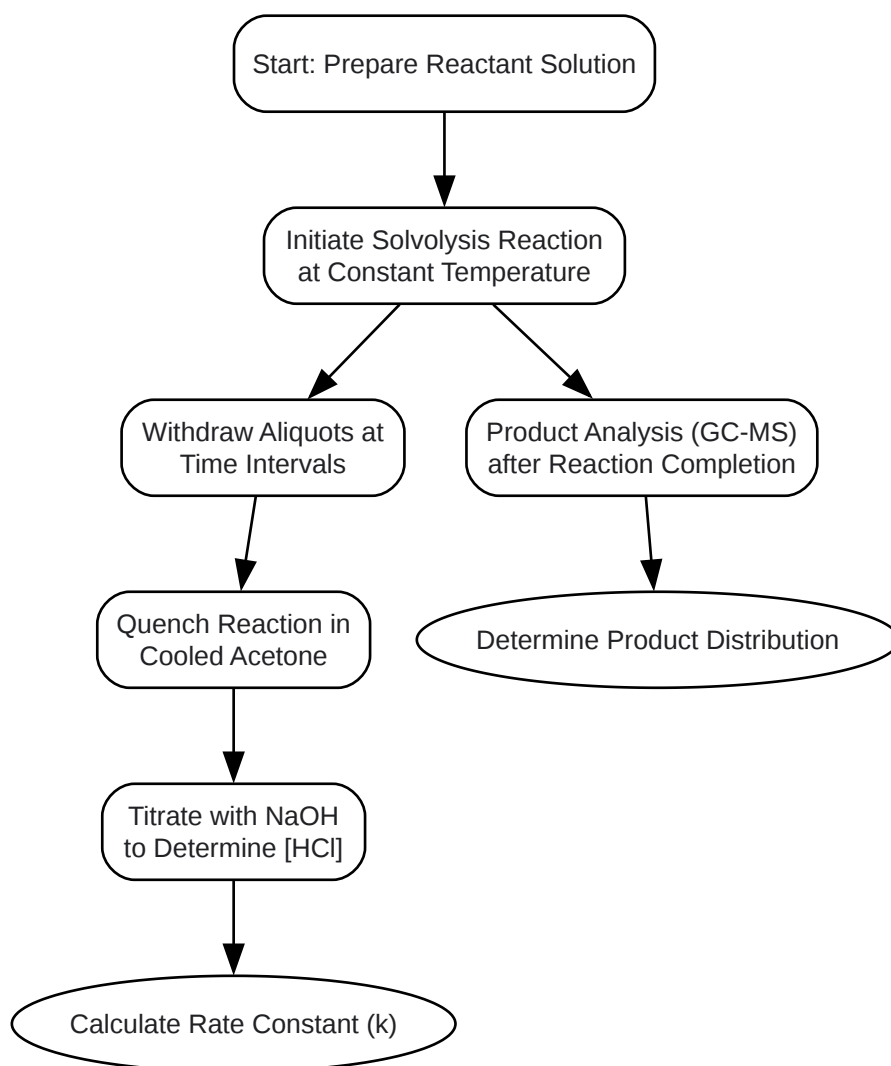 Start: Prepare Reactant Solution
Initiate Solvolysis Reaction
at Constant Temperature
Withdraw Aliquots at
Time Intervals
Product Analysis (GC-MS)
after Reaction Completion
Quench Reaction in
Cooled Acetone
Determine Product Distribution
Titrate with NaOH
to Determine [HCl]
Calculate Rate Constant (k)